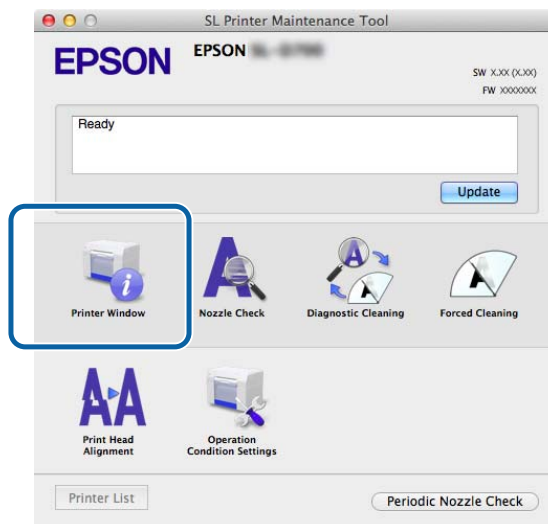 SL Printer Maintenance Tool
EPSON
EPSON
SW X.XX (X.XX)
FW XXXXXXX
Ready
Update
Printer Window
Nozzle Check
Diagnostic Cleaning
Forced Cleaning
Print Head
Alignment
Operation
Condition Settings
Printer List
Periodic Nozzle Check